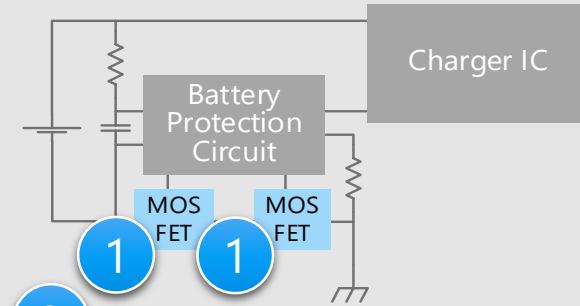 Charger IC
Battery
Protection
Circuit
MOS
FET
MOS
FET
1
1